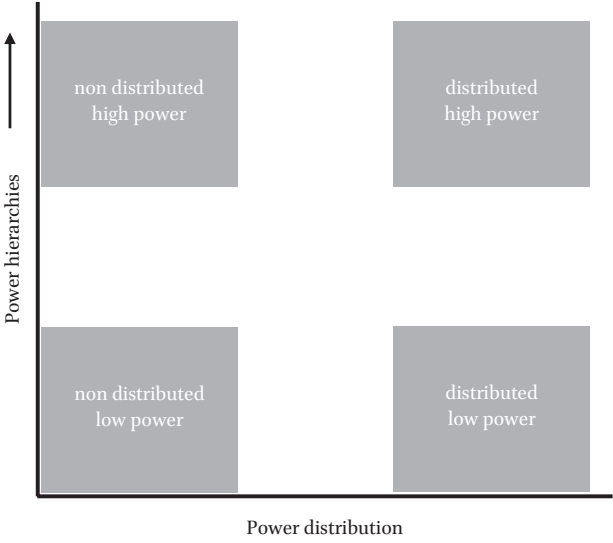 non distributed
high power
distributed
high power
Power hierarchies
non distributed
low power
distributed
low power
Power distribution